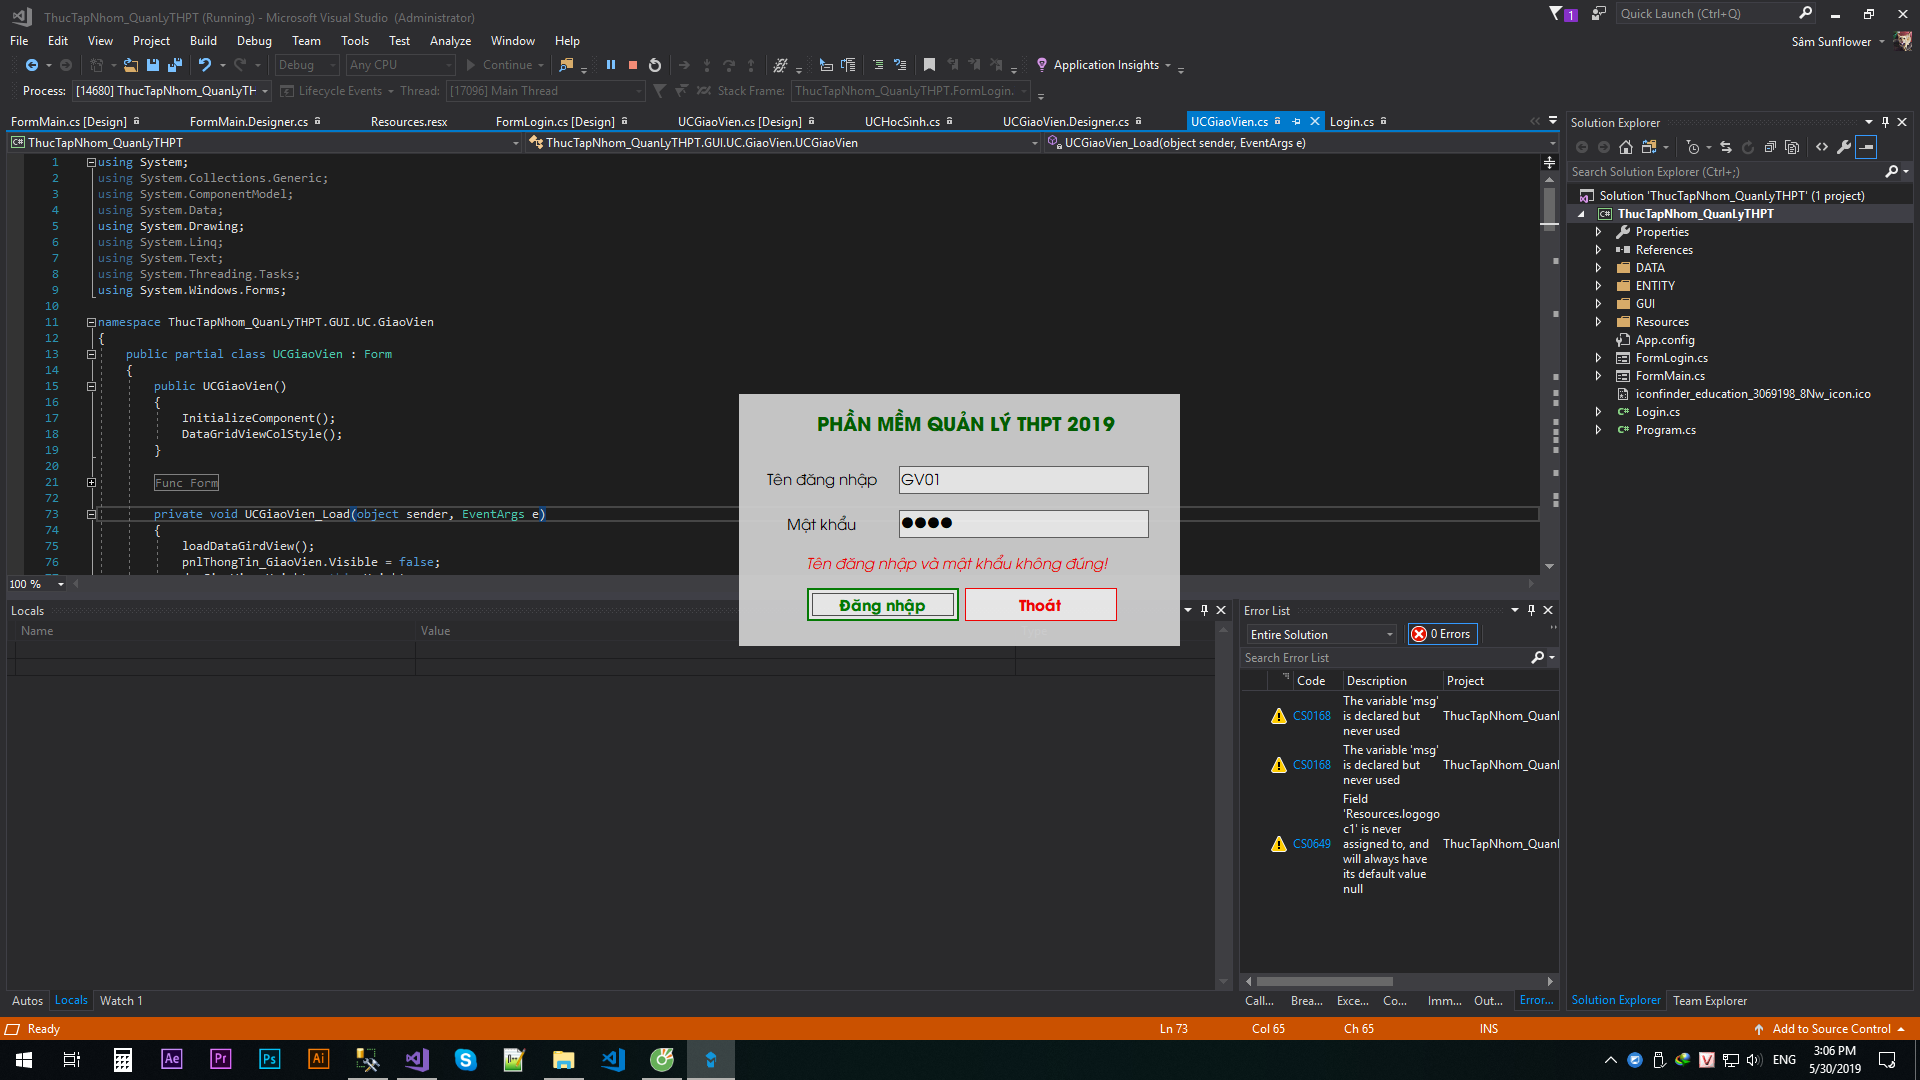 ThucTapNhom_QuanLyTHPT (Running) - Microsoft Visual Studio (Administrator)
1
Quick Launch (Ctrl+Q)
File Edit View Project Build Debug Team Tools Test Analyze Window Help
Sâm Sunflower
Debug Any CPU Continue Application Insights
Process: [14680] ThucTapNhom_QuanLyTH Lifecycle Events Thread: [17096] Main Thread Stack Frame: ThucTapNhom_QuanLyTHPT.FormLogin.
FormMain.cs [Design] FormMain.Designer.cs Resources.resx FormLogin.cs [Design] UCGiaoVien.cs [Design] UCHocSinh.cs UCGiaoVien.Designer.cs UCGiaoVien.cs Login.cs
ThucTapNhom_QuanLyTHPT ThucTapNhom_QuanLyTHPT.GUI.UC.GiaoVien.UCGiaoVien UCGiaoVien_Load(object sender, EventArgs e)
1 using System;
2 using System.Collections.Generic;
3 using System.ComponentModel;
4 using System.Data;
5 using System.Drawing;
6 using System.Linq;
7 using System.Text;
8 using System.Threading.Tasks;
9 using System.Windows.Forms;
10
11 namespace ThucTapNhom_QuanLyTHPT.GUI.UC.GiaoVien
12 {
13 public partial class UCGiaoVien : Form
14 {
15 public UCGiaoVien()
16 {
17 InitializeComponent();
18 DataGridViewColStyle();
19 }
20
21 Func Form
72
73 private void UCGiaoVien_Load(object sender, EventArgs e)
74 {
75 loadDataGirdView();
76 pnlThongTin_GiaoVien.Visible = false;
100 %
PHẦN MỀM QUẢN LÝ THPT 2019
Tên đăng nhập GV01
Mật khẩu ●●●●
Tên đăng nhập và mật khẩu không đúng!
Đăng nhập Thoát
Locals
Name Value Type
Autos Locals Watch 1
Error List
Entire Solution 0 Errors
Search Error List
Code Description Project
CS0168 The variable 'msg' is declared but never used ThucTapNhom_Quanl
CS0168 The variable 'msg' is declared but never used ThucTapNhom_Quanl
CS0649 Field 'Resources.logogoc1' is never assigned to, and will always have its default value null ThucTapNhom_Quanl
Call... Brea... Exce... Co... Imm... Out... Error...
Solution Explorer
Search Solution Explorer (Ctrl+;)
Solution 'ThucTapNhom_QuanLyTHPT' (1 project)
C# ThucTapNhom_QuanLyTHPT
Properties
References
DATA
ENTITY
GUI
Resources
App.config
FormLogin.cs
FormMain.cs
iconfinder_education_3069198_8Nw_icon.ico
C# Login.cs
C# Program.cs
Solution Explorer Team Explorer
Ready Ln 73 Col 65 Ch 65 INS Add to Source Control
Ae Pr Ps Ai
ENG
3:06 PM
5/30/2019